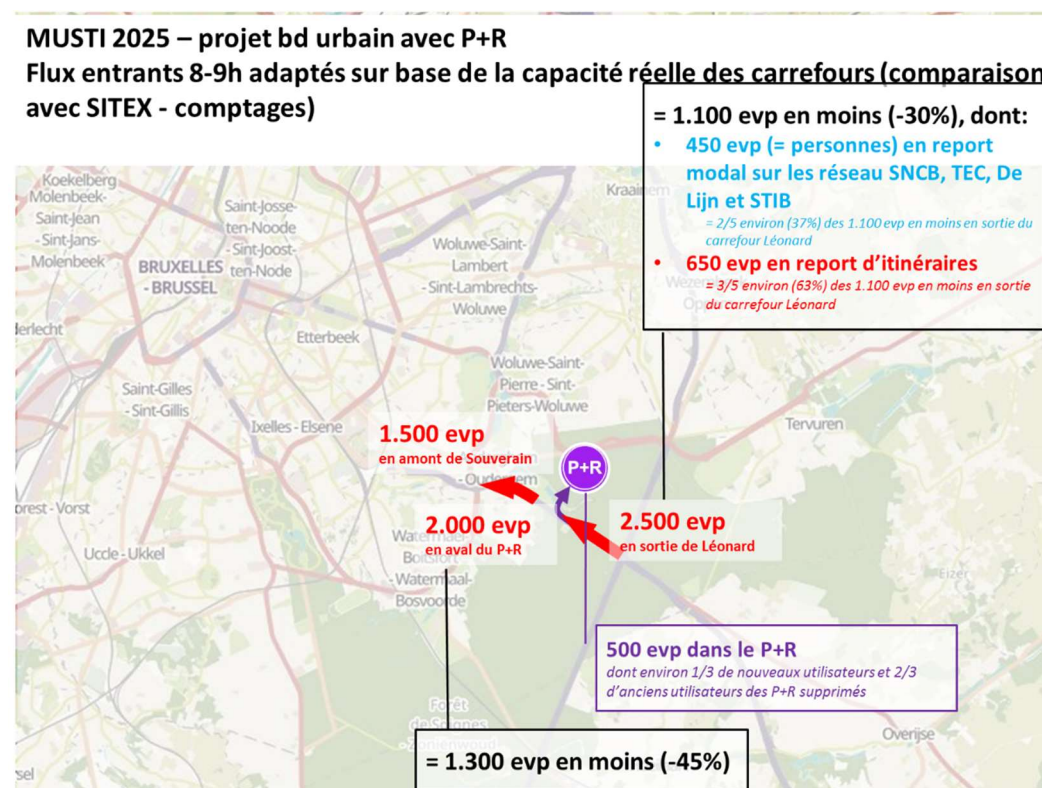 MUSTI 2025 – projet bd urbain avec P+R
Flux entrants 8-9h adaptés sur base de la capacité réelle des carrefours (comparaison
avec SITEX - comptages)
= 1.100 evp en moins (-30%), dont:
• 450 evp (= personnes) en report
modal sur les réseau SNCB, TEC, De
Lijn et STIB
= 2/5 environ (37%) des 1.100 evp en moins en sortie du
carrefour Léonard
• 650 evp en report d'itinéraires
= 3/5 environ (63%) des 1.100 evp en moins en sortie
du carrefour Léonard
Koekelberg
Molenbeek-
Saint-Jean
- Sint-Jans-
Molenbeek
Saint-Josse-
ten-Noode
- Sint-Joost-
ten-Node
BRUXELLES
- BRUSSEL
Kraainem
Woluwe-Saint-
Lambert
- Sint-Lambrechts-
Woluwe
Etterbeek
Woluwe-Saint-
Pierre - Sint-
Pieters-Woluwe
Saint-Gilles
- Sint-Gillis
Ixelles - Elsene
Tervuren
1.500 evp
en amont de Souverain
P+R
2.000 evp
en aval du P+R
2.500 evp
en sortie de Léonard
Uccle - Ukkel
- Watermaal-
Bosvoorde
Eizer
500 evp dans le P+R
dont environ 1/3 de nouveaux utilisateurs et 2/3
d'anciens utilisateurs des P+R supprimés
Forêt
de Soignes
Overijse
= 1.300 evp en moins (-45%)